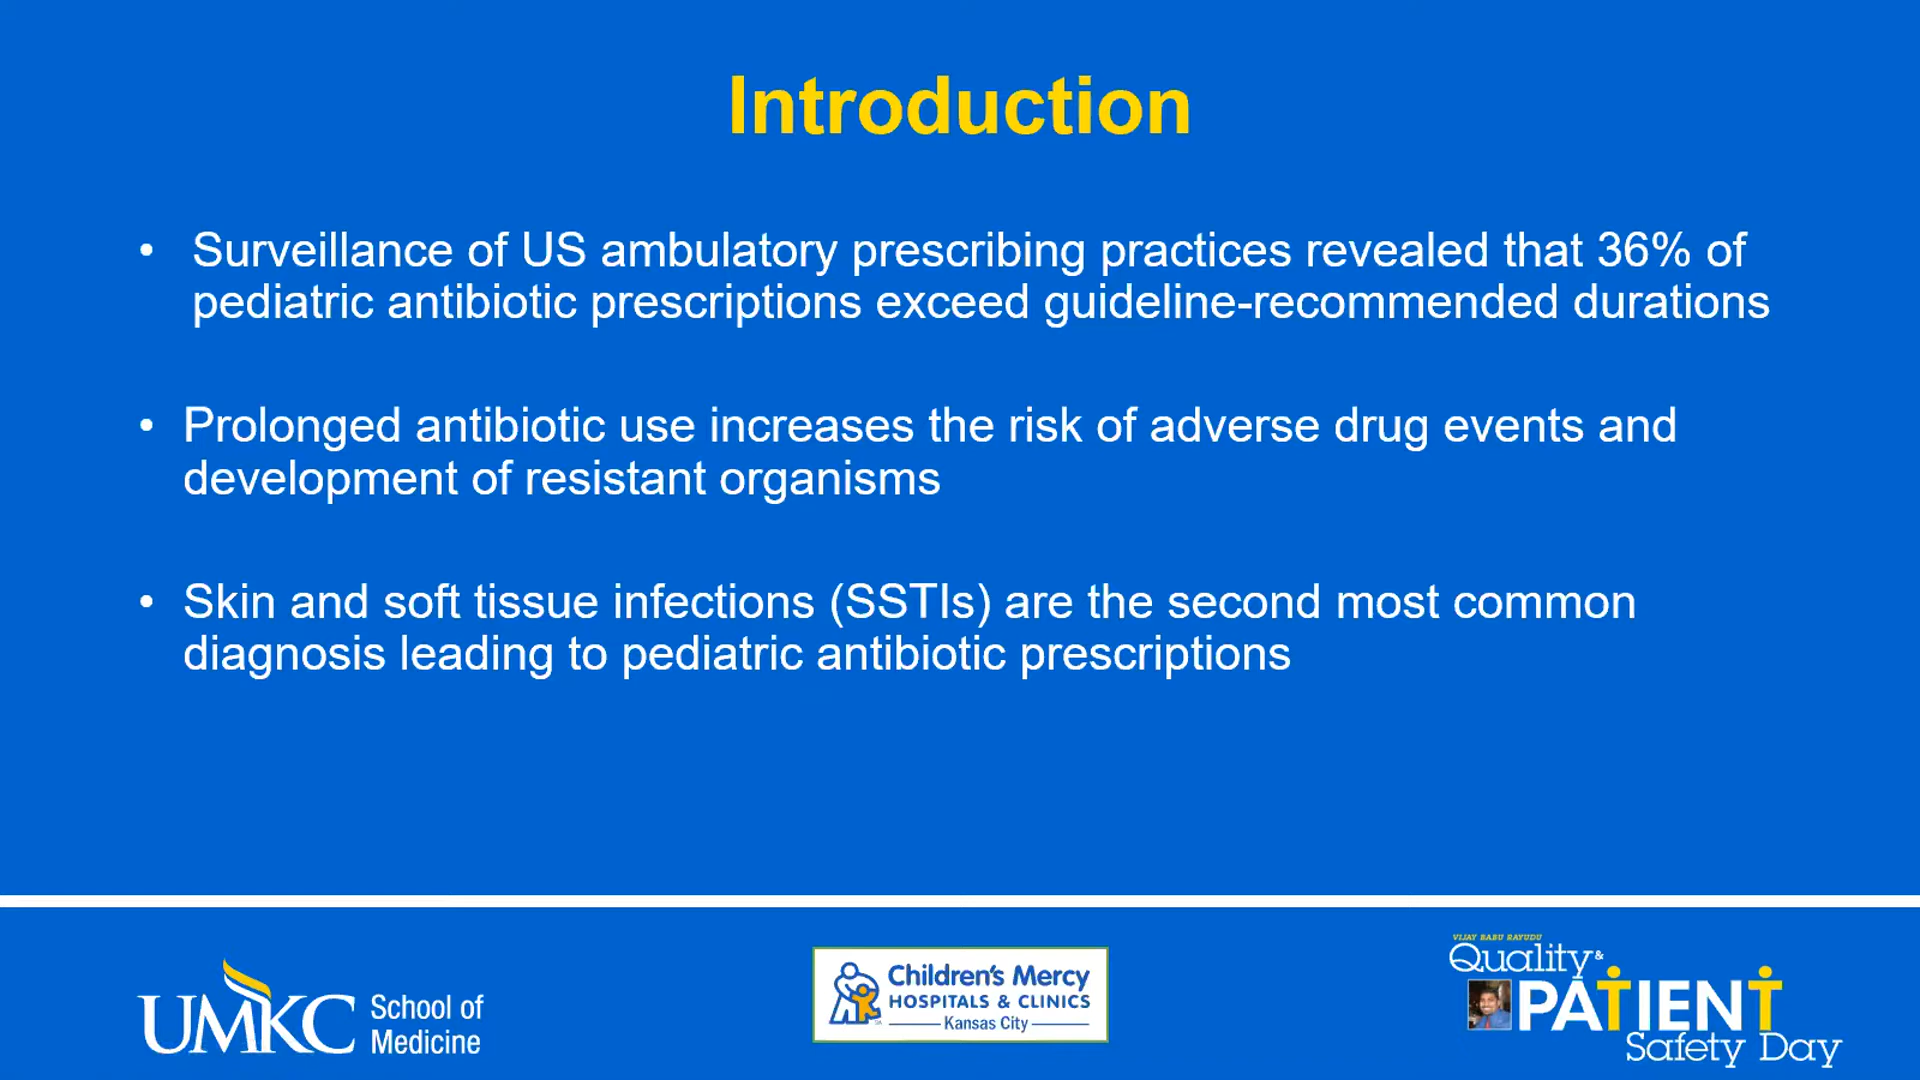 Introduction
• Surveillance of US ambulatory prescribing practices revealed that 36% of
pediatric antibiotic prescriptions exceed guideline-recommended durations
• Prolonged antibiotic use increases the risk of adverse drug events and
development of resistant organisms
• Skin and soft tissue infections (SSTIs) are the second most common
diagnosis leading to pediatric antibiotic prescriptions
UMKC School of
Medicine
Children's Mercy
HOSPITALS & CLINICS
Kansas City
VIJAY BABU RAYUDU
Quality &
PATIENT
Safety Day